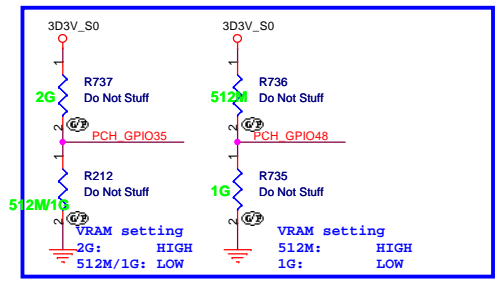 3D3V_S0 3D3V_S0
1 1
R737 R736
2G Do Not Stuff 512M Do Not Stuff
2 2
PCH_GPIO35 PCH_GPIO48
1 1
R212 R735
Do Not Stuff 1G Do Not Stuff
512M/1G
2 2
VRAM setting VRAM setting
2G: HIGH 512M: HIGH
512M/1G: LOW 1G: LOW